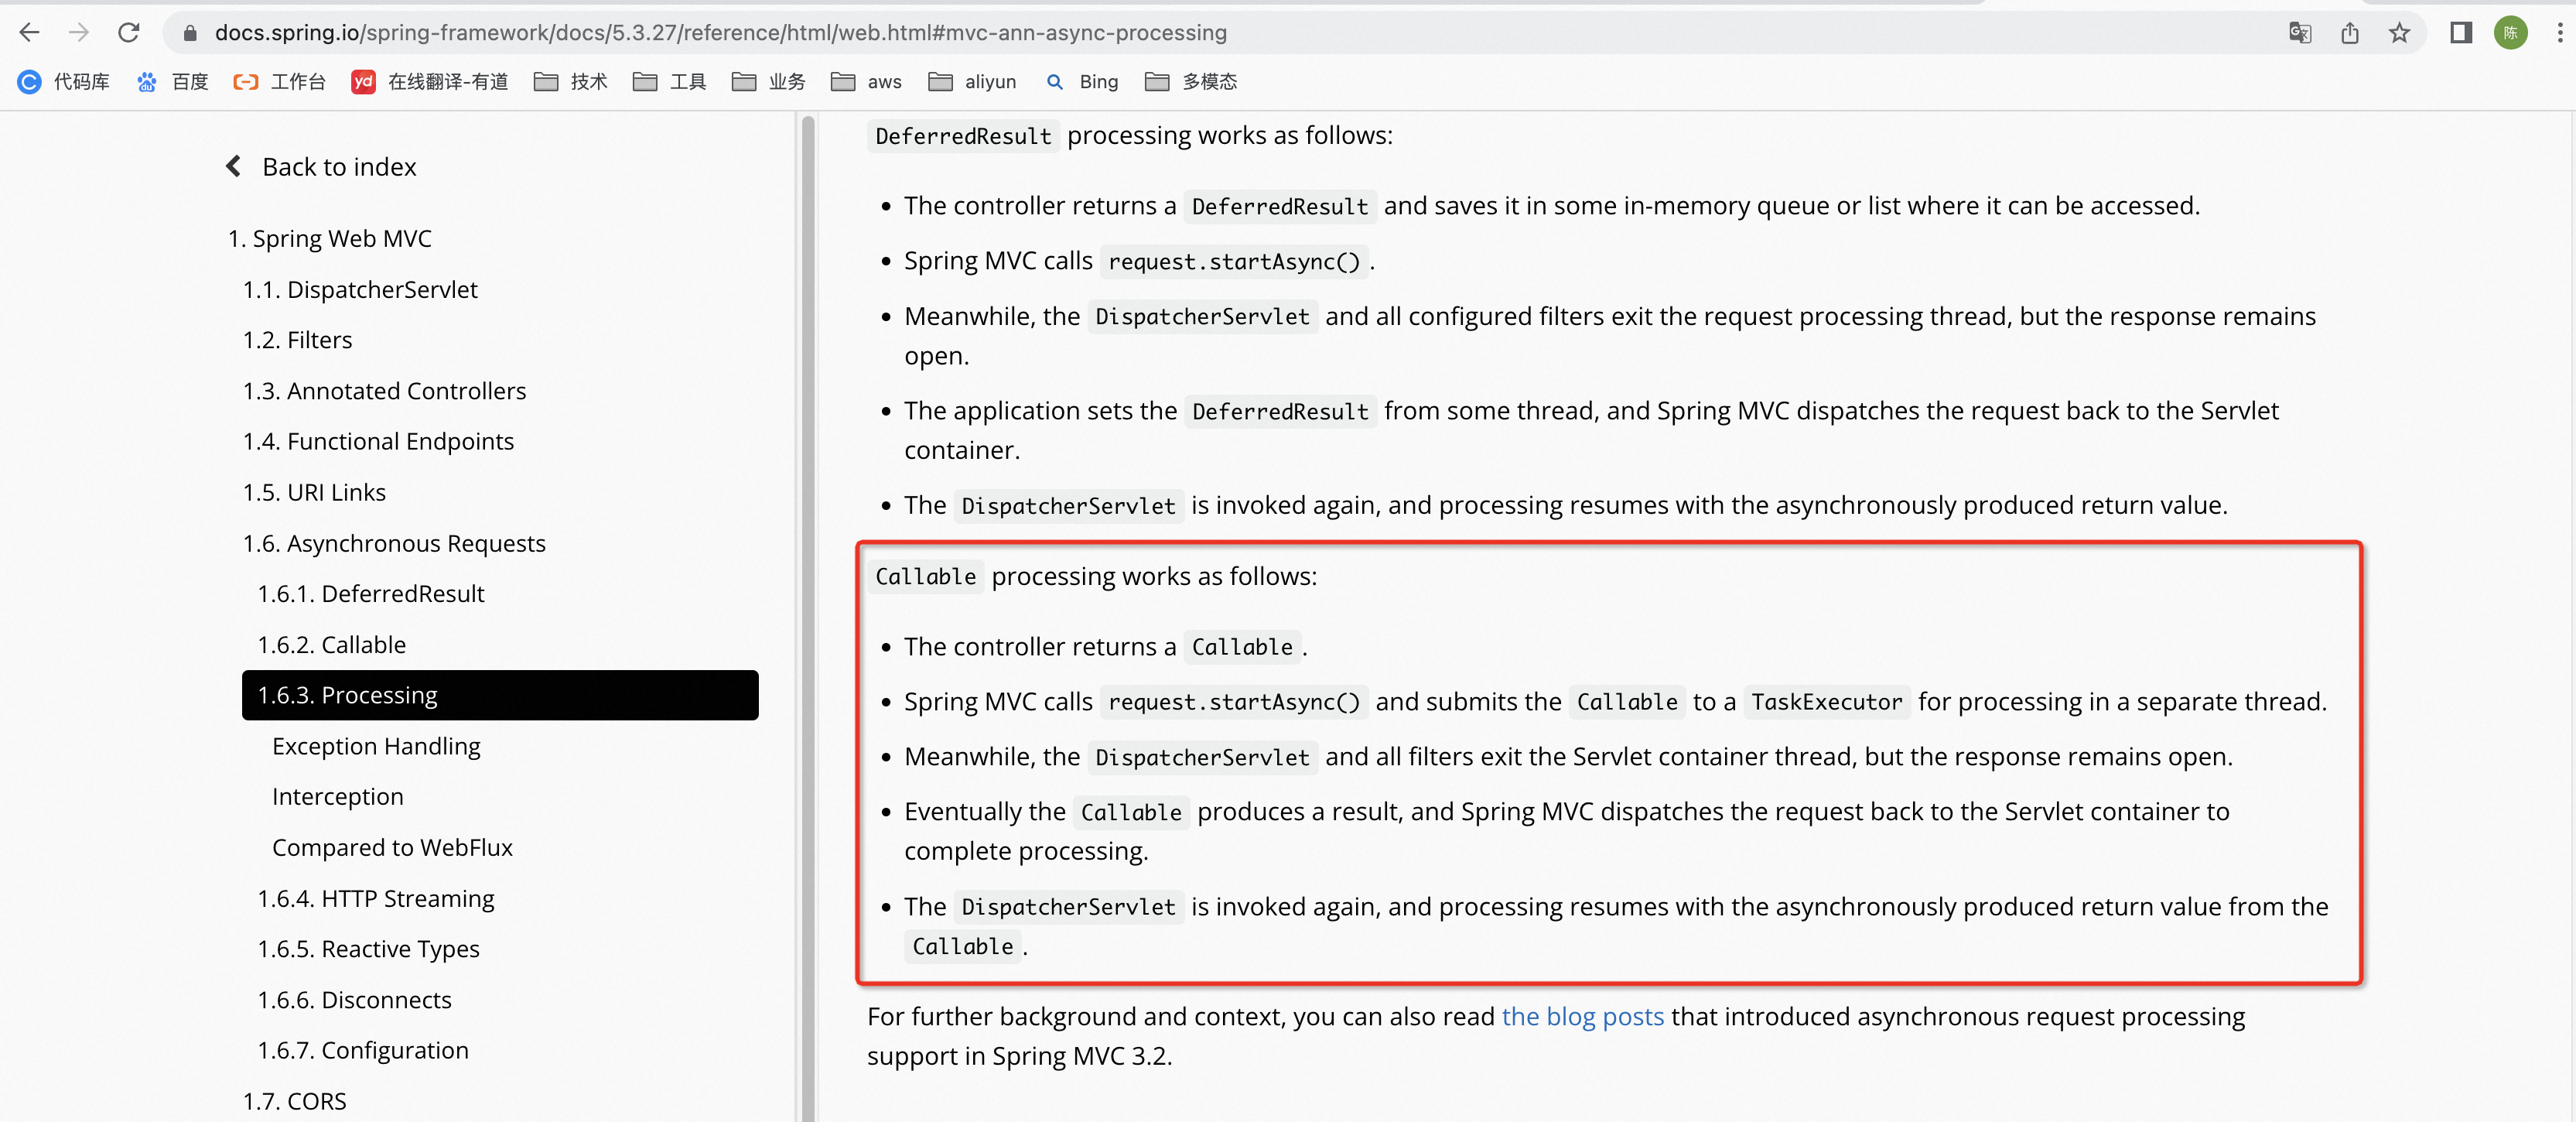 docs.spring.io/spring-framework/docs/5.3.27/reference/html/web.html#mvc-ann-async-processing
陈
代码库 百度 工作台 yd 在线翻译-有道 技术 工具 业务 aws aliyun Bing 多模态
Back to index
1. Spring Web MVC
1.1. DispatcherServlet
1.2. Filters
1.3. Annotated Controllers
1.4. Functional Endpoints
1.5. URI Links
1.6. Asynchronous Requests
1.6.1. DeferredResult
1.6.2. Callable
1.6.3. Processing
Exception Handling
Interception
Compared to WebFlux
1.6.4. HTTP Streaming
1.6.5. Reactive Types
1.6.6. Disconnects
1.6.7. Configuration
1.7. CORS
DeferredResult processing works as follows:
• The controller returns a DeferredResult and saves it in some in-memory queue or list where it can be accessed.
• Spring MVC calls request.startAsync() .
• Meanwhile, the DispatcherServlet and all configured filters exit the request processing thread, but the response remains
open.
• The application sets the DeferredResult from some thread, and Spring MVC dispatches the request back to the Servlet
container.
• The DispatcherServlet is invoked again, and processing resumes with the asynchronously produced return value.
Callable processing works as follows:
• The controller returns a Callable .
• Spring MVC calls request.startAsync() and submits the Callable to a TaskExecutor for processing in a separate thread.
• Meanwhile, the DispatcherServlet and all filters exit the Servlet container thread, but the response remains open.
• Eventually the Callable produces a result, and Spring MVC dispatches the request back to the Servlet container to
complete processing.
• The DispatcherServlet is invoked again, and processing resumes with the asynchronously produced return value from the
Callable .
For further background and context, you can also read the blog posts that introduced asynchronous request processing
support in Spring MVC 3.2.